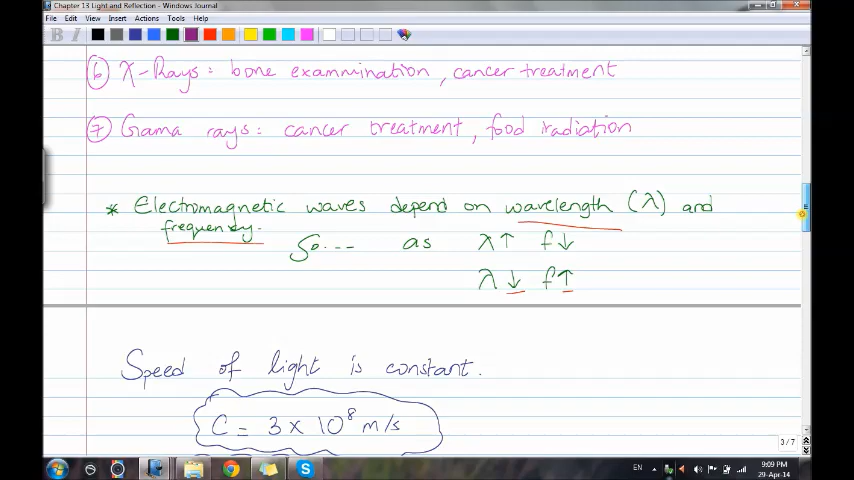 Chapter 13 Light and Reflection - Windows Journal
File Edit View Insert Actions Tools Help
B I
6 X-Rays: bone exammination, cancer treatment
7 Gama rays: cancer treatment, food iradiation
* Electromagnetic waves depend on wavelength (λ) and
frequency.
So... as λ↑ f↓
λ↓ f↑
Speed of light is constant.
C = 3 x 10⁸ m/s
3 / 7
EN 9:09 PM
29-Apr-14